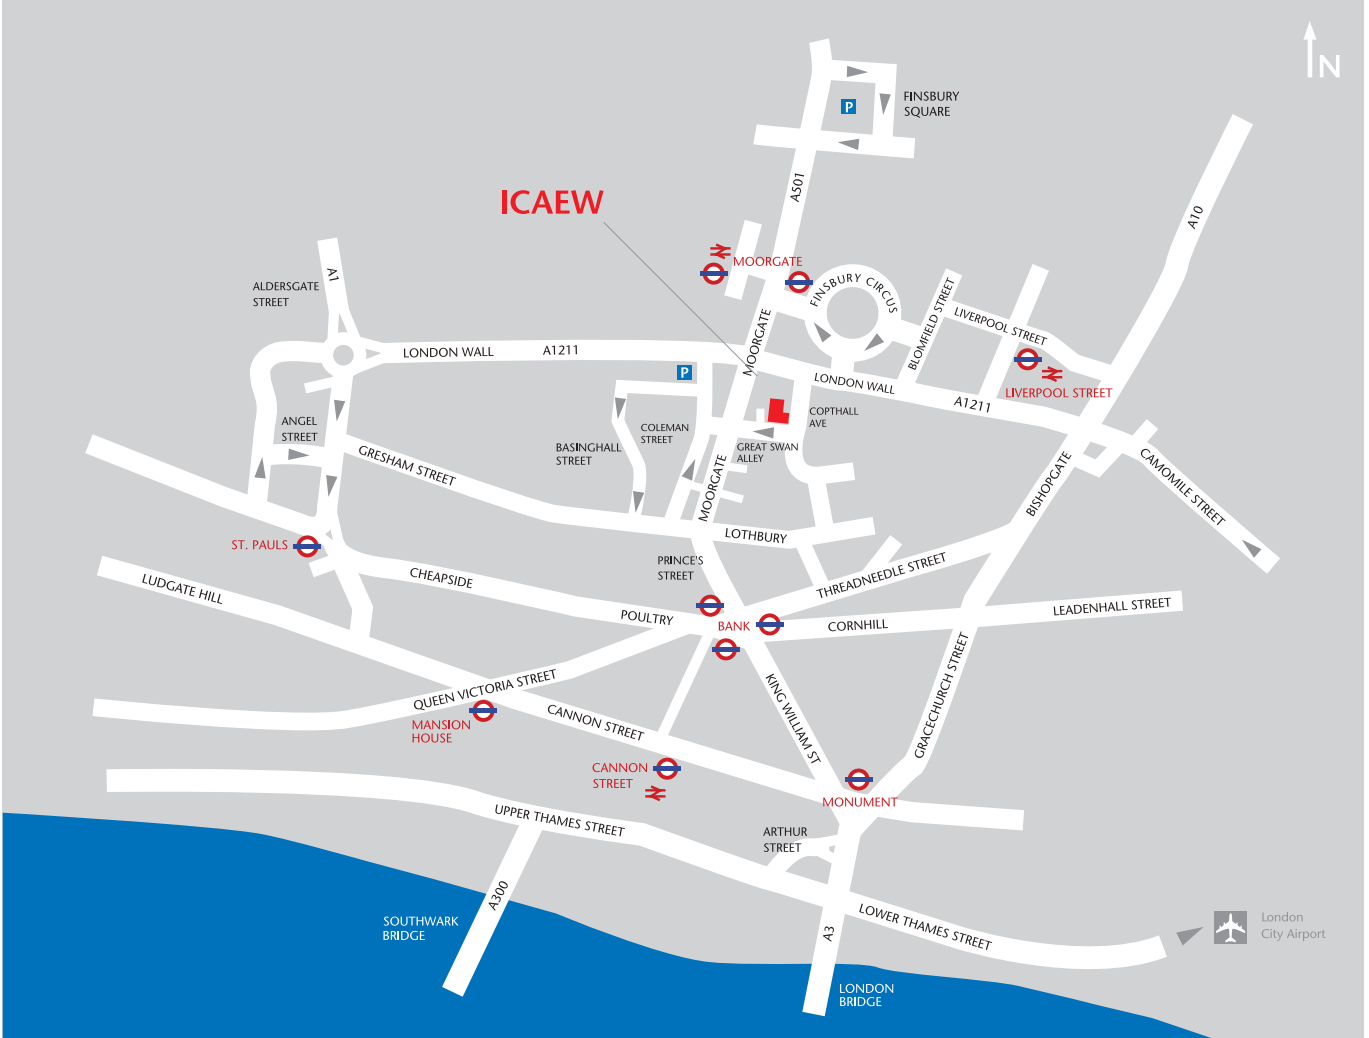 N
P
FINSBURY
SQUARE
A501
A10
ICAEW
MOORGATE
A1
ALDERSGATE
STREET
FINSBURY CIRCUS
MOORGATE
BLOMFIELD STREET
LIVERPOOL STREET
LONDON WALL
A1211
P
LONDON WALL
A1211
LIVERPOOL STREET
ANGEL
STREET
COPTHALL
AVE
COLEMAN
STREET
BASINGHALL
STREET
GREAT SWAN
ALLEY
GRESHAM STREET
MOORGATE
BISHOPGATE
CAMOMILE STREET
LOTHBURY
ST. PAULS
PRINCE'S
STREET
LUDGATE HILL
CHEAPSIDE
THREADNEEDLE STREET
POULTRY
BANK
CORNHILL
LEADENHALL STREET
QUEEN VICTORIA STREET
MANSION
HOUSE
CANNON STREET
KING WILLIAM ST
GRACECHURCH STREET
CANNON
STREET
MONUMENT
UPPER THAMES STREET
ARTHUR
STREET
A300
SOUTHWARK
BRIDGE
A3
LOWER THAMES STREET
London
City Airport
LONDON
BRIDGE